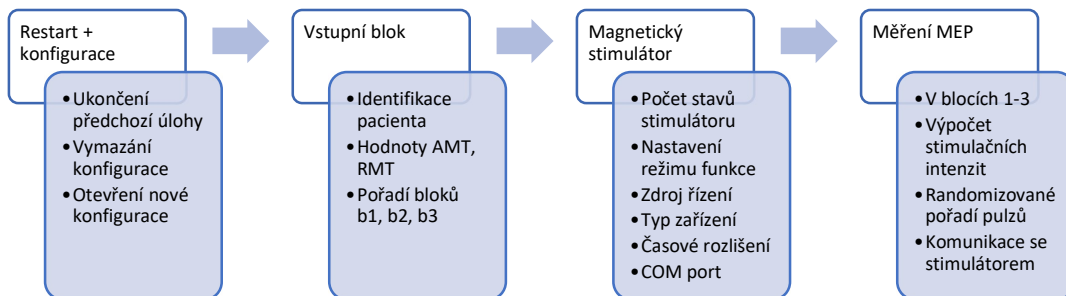 Restart +
konfigurace
• Ukončení
předchozí úlohy
• Vymazání
konfigurace
• Otevření nové
konfigurace
Vstupní blok
• Identifikace
pacienta
• Hodnoty AMT,
RMT
• Pořadí bloků
b1, b2, b3
Magnetický
stimulátor
• Počet stavů
stimulátoru
• Nastavení
režimu funkce
• Zdroj řízení
• Typ zařízení
• Časové rozlišení
• COM port
Měření MEP
• V blocích 1-3
• Výpočet
stimulačních
intenzit
• Randomizované
pořadí pulzů
• Komunikace se
stimulátorem